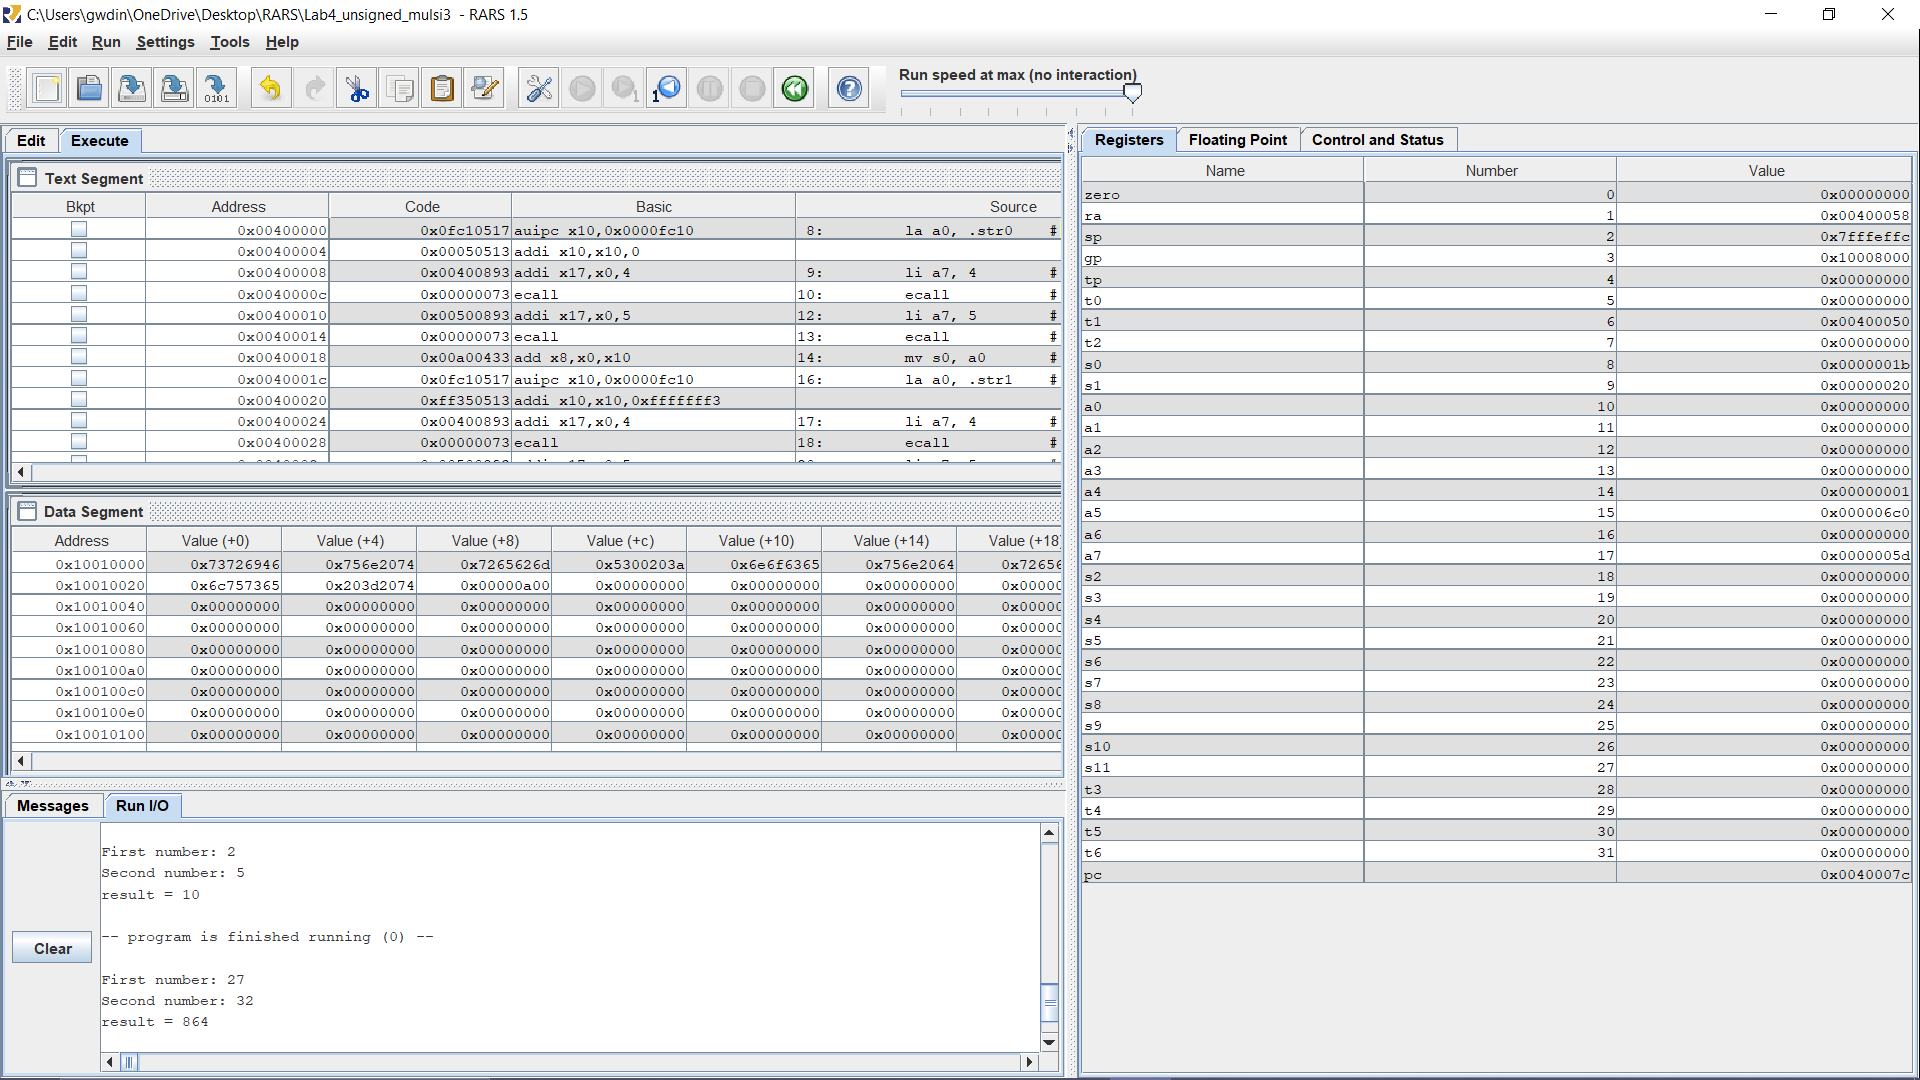 C:\Users\gwdin\OneDrive\Desktop\RARS\Lab4_unsigned_mulsi3 - RARS 1.5
File Edit Run Settings Tools Help
Run speed at max (no interaction)
Edit Execute
Text Segment
Bkpt Address Code Basic Source
0x00400000 0x0fc10517 auipc x10,0x0000fc10 8: la a0, .str0 #
0x00400004 0x00050513 addi x10,x10,0
0x00400008 0x00400893 addi x17,x0,4 9: li a7, 4 #
0x0040000c 0x00000073 ecall 10: ecall #
0x00400010 0x00500893 addi x17,x0,5 12: li a7, 5 #
0x00400014 0x00000073 ecall 13: ecall #
0x00400018 0x00a00433 add x8,x0,x10 14: mv s0, a0 #
0x0040001c 0x0fc10517 auipc x10,0x0000fc10 16: la a0, .str1 #
0x00400020 0xff350513 addi x10,x10,0xfffffff3
0x00400024 0x00400893 addi x17,x0,4 17: li a7, 4 #
0x00400028 0x00000073 ecall 18: ecall #
Data Segment
Address Value (+0) Value (+4) Value (+8) Value (+c) Value (+10) Value (+14) Value (+18
0x10010000 0x73726946 0x756e2074 0x7265626d 0x5300203a 0x6e6f6365 0x756e2064 0x72656
0x10010020 0x6c757365 0x203d2074 0x00000a00 0x00000000 0x00000000 0x00000000 0x00000
0x10010040 0x00000000 0x00000000 0x00000000 0x00000000 0x00000000 0x00000000 0x00000
0x10010060 0x00000000 0x00000000 0x00000000 0x00000000 0x00000000 0x00000000 0x00000
0x10010080 0x00000000 0x00000000 0x00000000 0x00000000 0x00000000 0x00000000 0x00000
0x100100a0 0x00000000 0x00000000 0x00000000 0x00000000 0x00000000 0x00000000 0x00000
0x100100c0 0x00000000 0x00000000 0x00000000 0x00000000 0x00000000 0x00000000 0x00000
0x100100e0 0x00000000 0x00000000 0x00000000 0x00000000 0x00000000 0x00000000 0x00000
0x10010100 0x00000000 0x00000000 0x00000000 0x00000000 0x00000000 0x00000000 0x00000
Messages Run I/O
Clear
First number: 2
Second number: 5
result = 10
-- program is finished running (0) --
First number: 27
Second number: 32
result = 864
Registers Floating Point Control and Status
Name Number Value
zero 0 0x00000000
ra 1 0x00400058
sp 2 0x7fffeffc
gp 3 0x10008000
tp 4 0x00000000
t0 5 0x00000000
t1 6 0x00400050
t2 7 0x00000000
s0 8 0x0000001b
s1 9 0x00000020
a0 10 0x00000000
a1 11 0x00000000
a2 12 0x00000000
a3 13 0x00000000
a4 14 0x00000001
a5 15 0x000006c0
a6 16 0x00000000
a7 17 0x0000005d
s2 18 0x00000000
s3 19 0x00000000
s4 20 0x00000000
s5 21 0x00000000
s6 22 0x00000000
s7 23 0x00000000
s8 24 0x00000000
s9 25 0x00000000
s10 26 0x00000000
s11 27 0x00000000
t3 28 0x00000000
t4 29 0x00000000
t5 30 0x00000000
t6 31 0x00000000
pc 0x0040007c